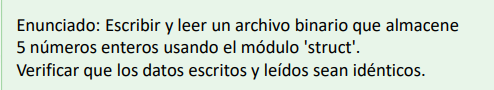 Enunciado: Escribir y leer un archivo binario que almacene
5 números enteros usando el módulo 'struct'.
Verificar que los datos escritos y leídos sean idénticos.